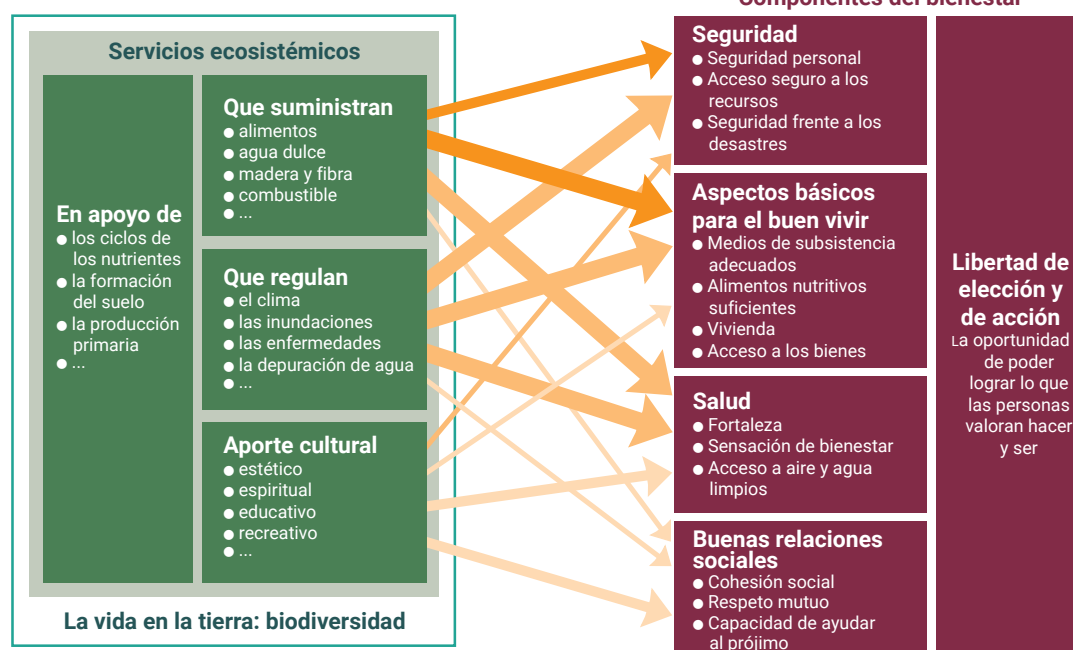 Componentes del bienestar
Servicios ecosistémicos
En apoyo de
● los ciclos de
los nutrientes
● la formación
del suelo
● la producción
primaria
● ...
Que suministran
● alimentos
● agua dulce
● madera y fibra
● combustible
● ...
Que regulan
● el clima
● las inundaciones
● las enfermedades
● la depuración de agua
● ...
Aporte cultural
● estético
● espiritual
● educativo
● recreativo
● ...
La vida en la tierra: biodiversidad
Seguridad
● Seguridad personal
● Acceso seguro a los
recursos
● Seguridad frente a los
desastres
Aspectos básicos
para el buen vivir
● Medios de subsistencia
adecuados
● Alimentos nutritivos
suficientes
● Vivienda
● Acceso a los bienes
Salud
● Fortaleza
● Sensación de bienestar
● Acceso a aire y agua
limpios
Buenas relaciones
sociales
● Cohesión social
● Respeto mutuo
● Capacidad de ayudar
al prójimo
Libertad de
elección y
de acción
La oportunidad
de poder
lograr lo que
las personas
valoran hacer
y ser